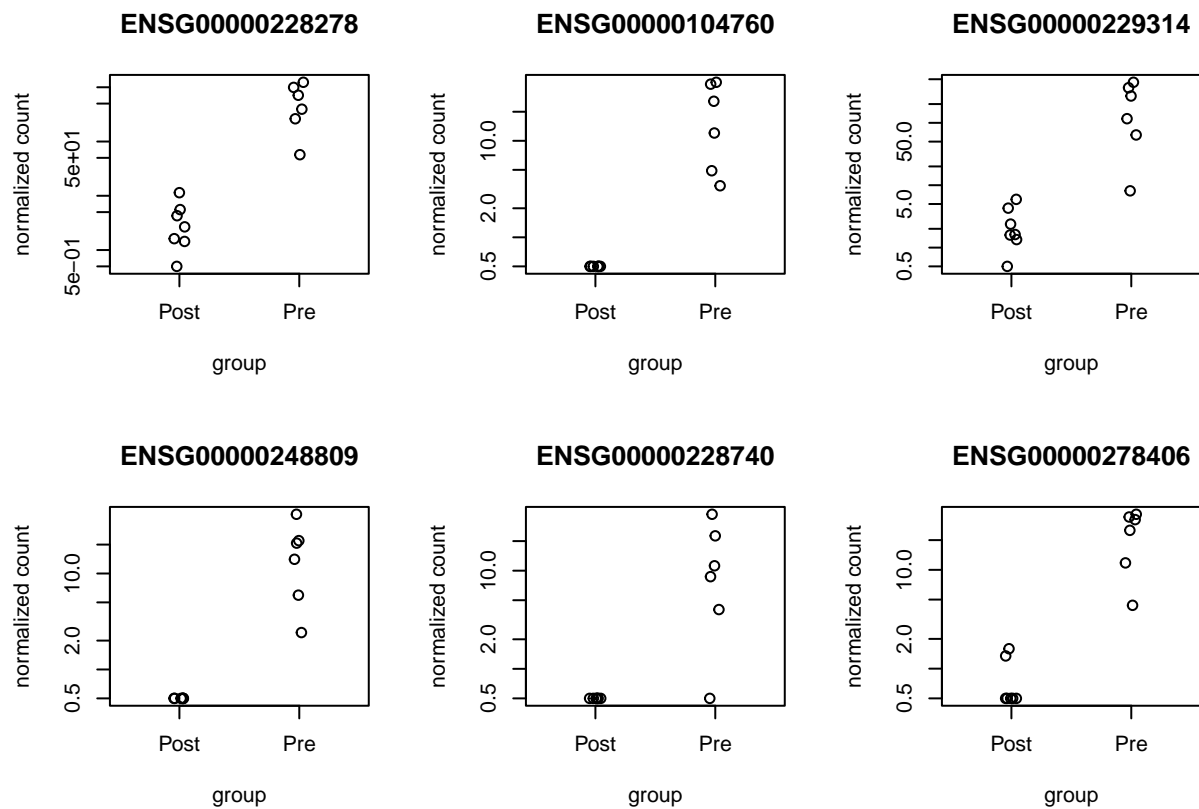 ENSG00000228278
normalized count
5e+01
5e−01
Post
Pre
group
ENSG00000104760
normalized count
10.0
2.0
0.5
Post
Pre
group
ENSG00000229314
normalized count
50.0
5.0
0.5
Post
Pre
group
ENSG00000248809
normalized count
10.0
2.0
0.5
Post
Pre
group
ENSG00000228740
normalized count
10.0
2.0
0.5
Post
Pre
group
ENSG00000278406
normalized count
10.0
2.0
0.5
Post
Pre
group